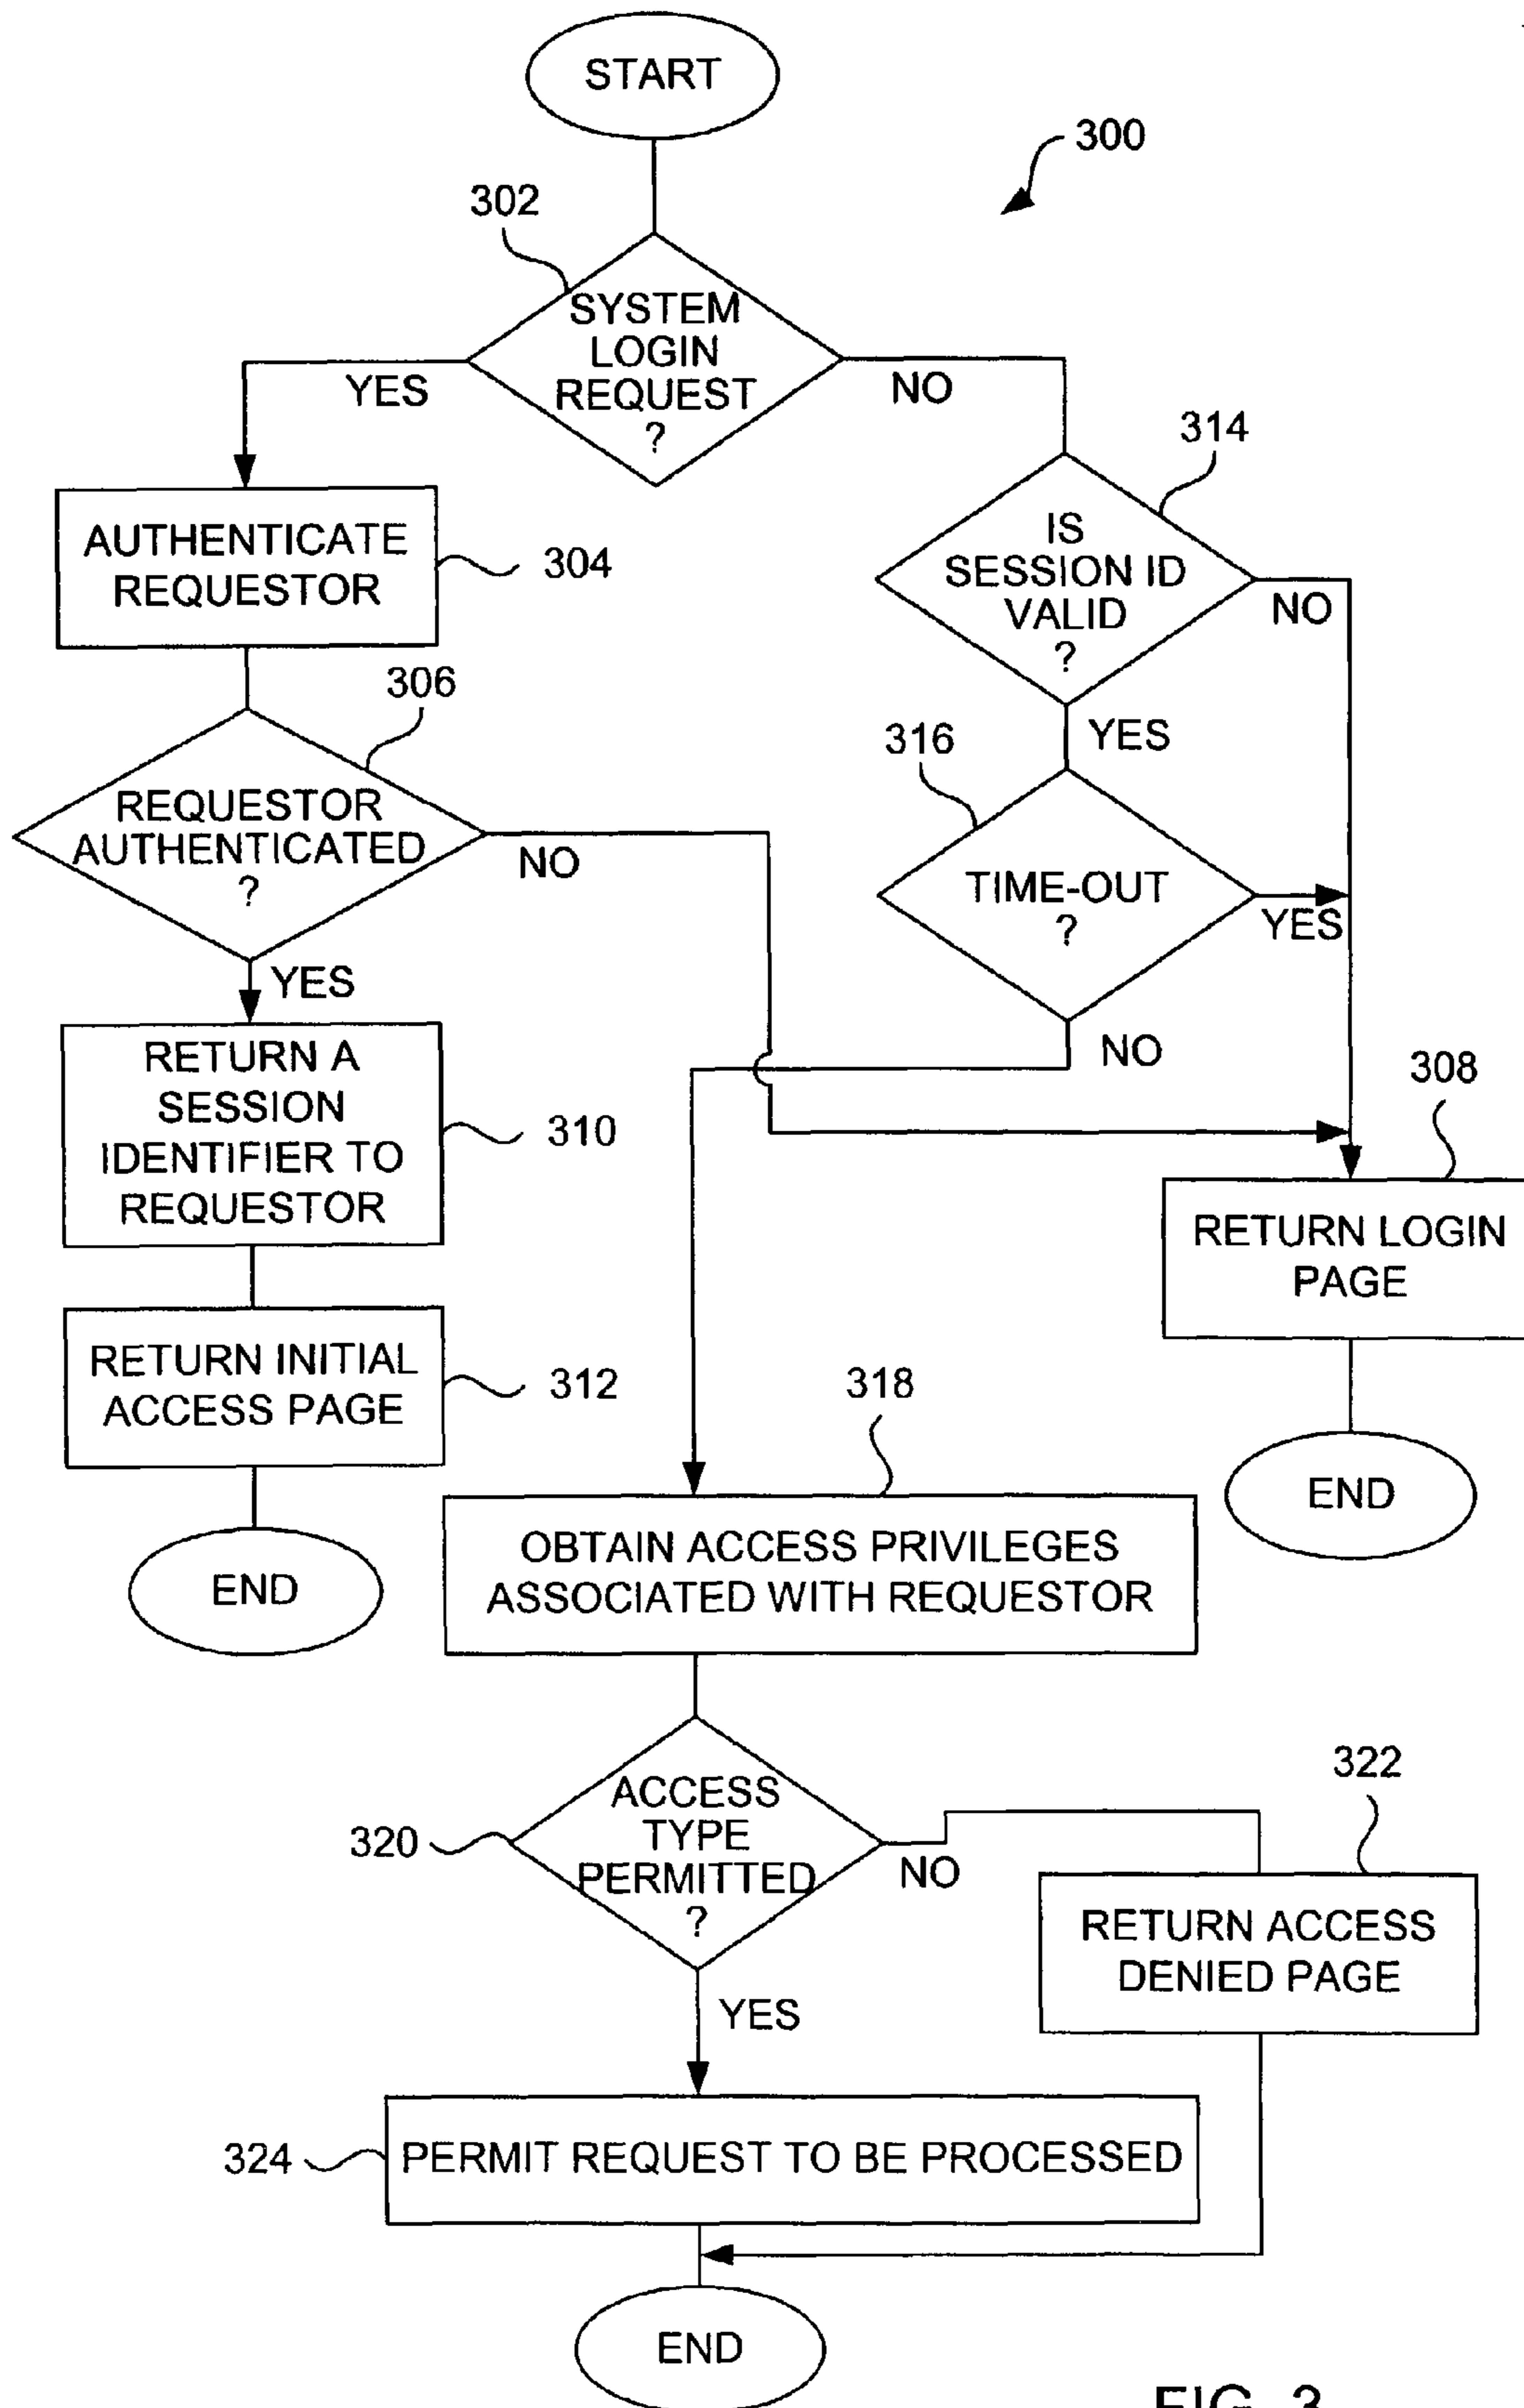 START
300
302
SYSTEM
LOGIN
REQUEST
?
YES
NO
314
AUTHENTICATE
REQUESTOR
304
IS
SESSION ID
VALID
?
NO
306
YES
316
REQUESTOR
AUTHENTICATED
?
NO
TIME-OUT
?
YES
YES
NO
RETURN A
SESSION
IDENTIFIER TO
REQUESTOR
310
308
RETURN LOGIN
PAGE
RETURN INITIAL
ACCESS PAGE
312
318
END
OBTAIN ACCESS PRIVILEGES
ASSOCIATED WITH REQUESTOR
END
322
ACCESS
TYPE
PERMITTED
?
320
NO
RETURN ACCESS
DENIED PAGE
YES
324
PERMIT REQUEST TO BE PROCESSED
END
FIG. 3